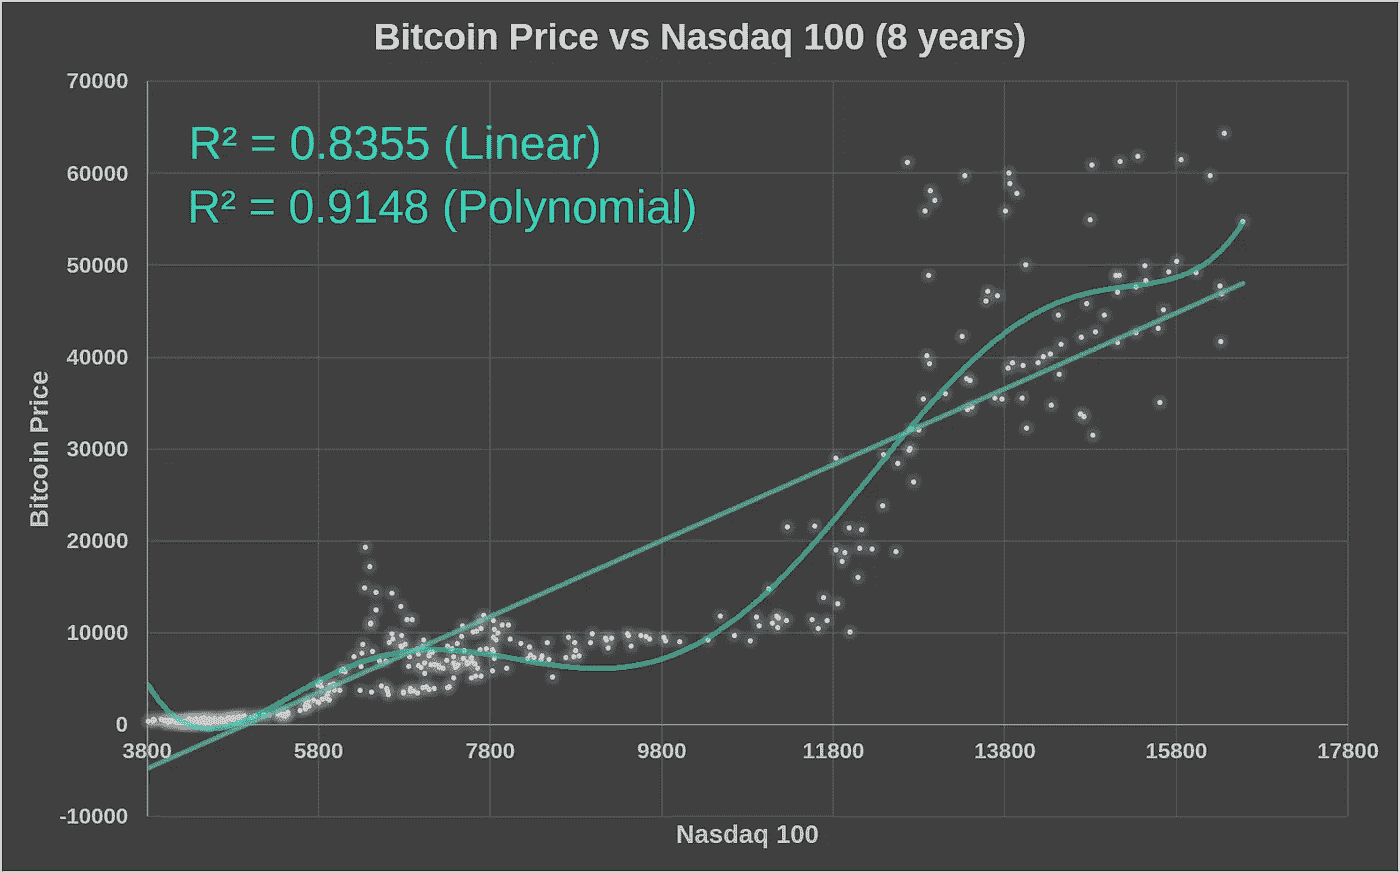 Bitcoin Price vs Nasdaq 100 (8 years)
R² = 0.8355 (Linear)
R² = 0.9148 (Polynomial)
Bitcoin Price
70000
60000
50000
40000
30000
20000
10000
0
-10000
3800 5800 7800 9800 11800 13800 15800 17800
Nasdaq 100